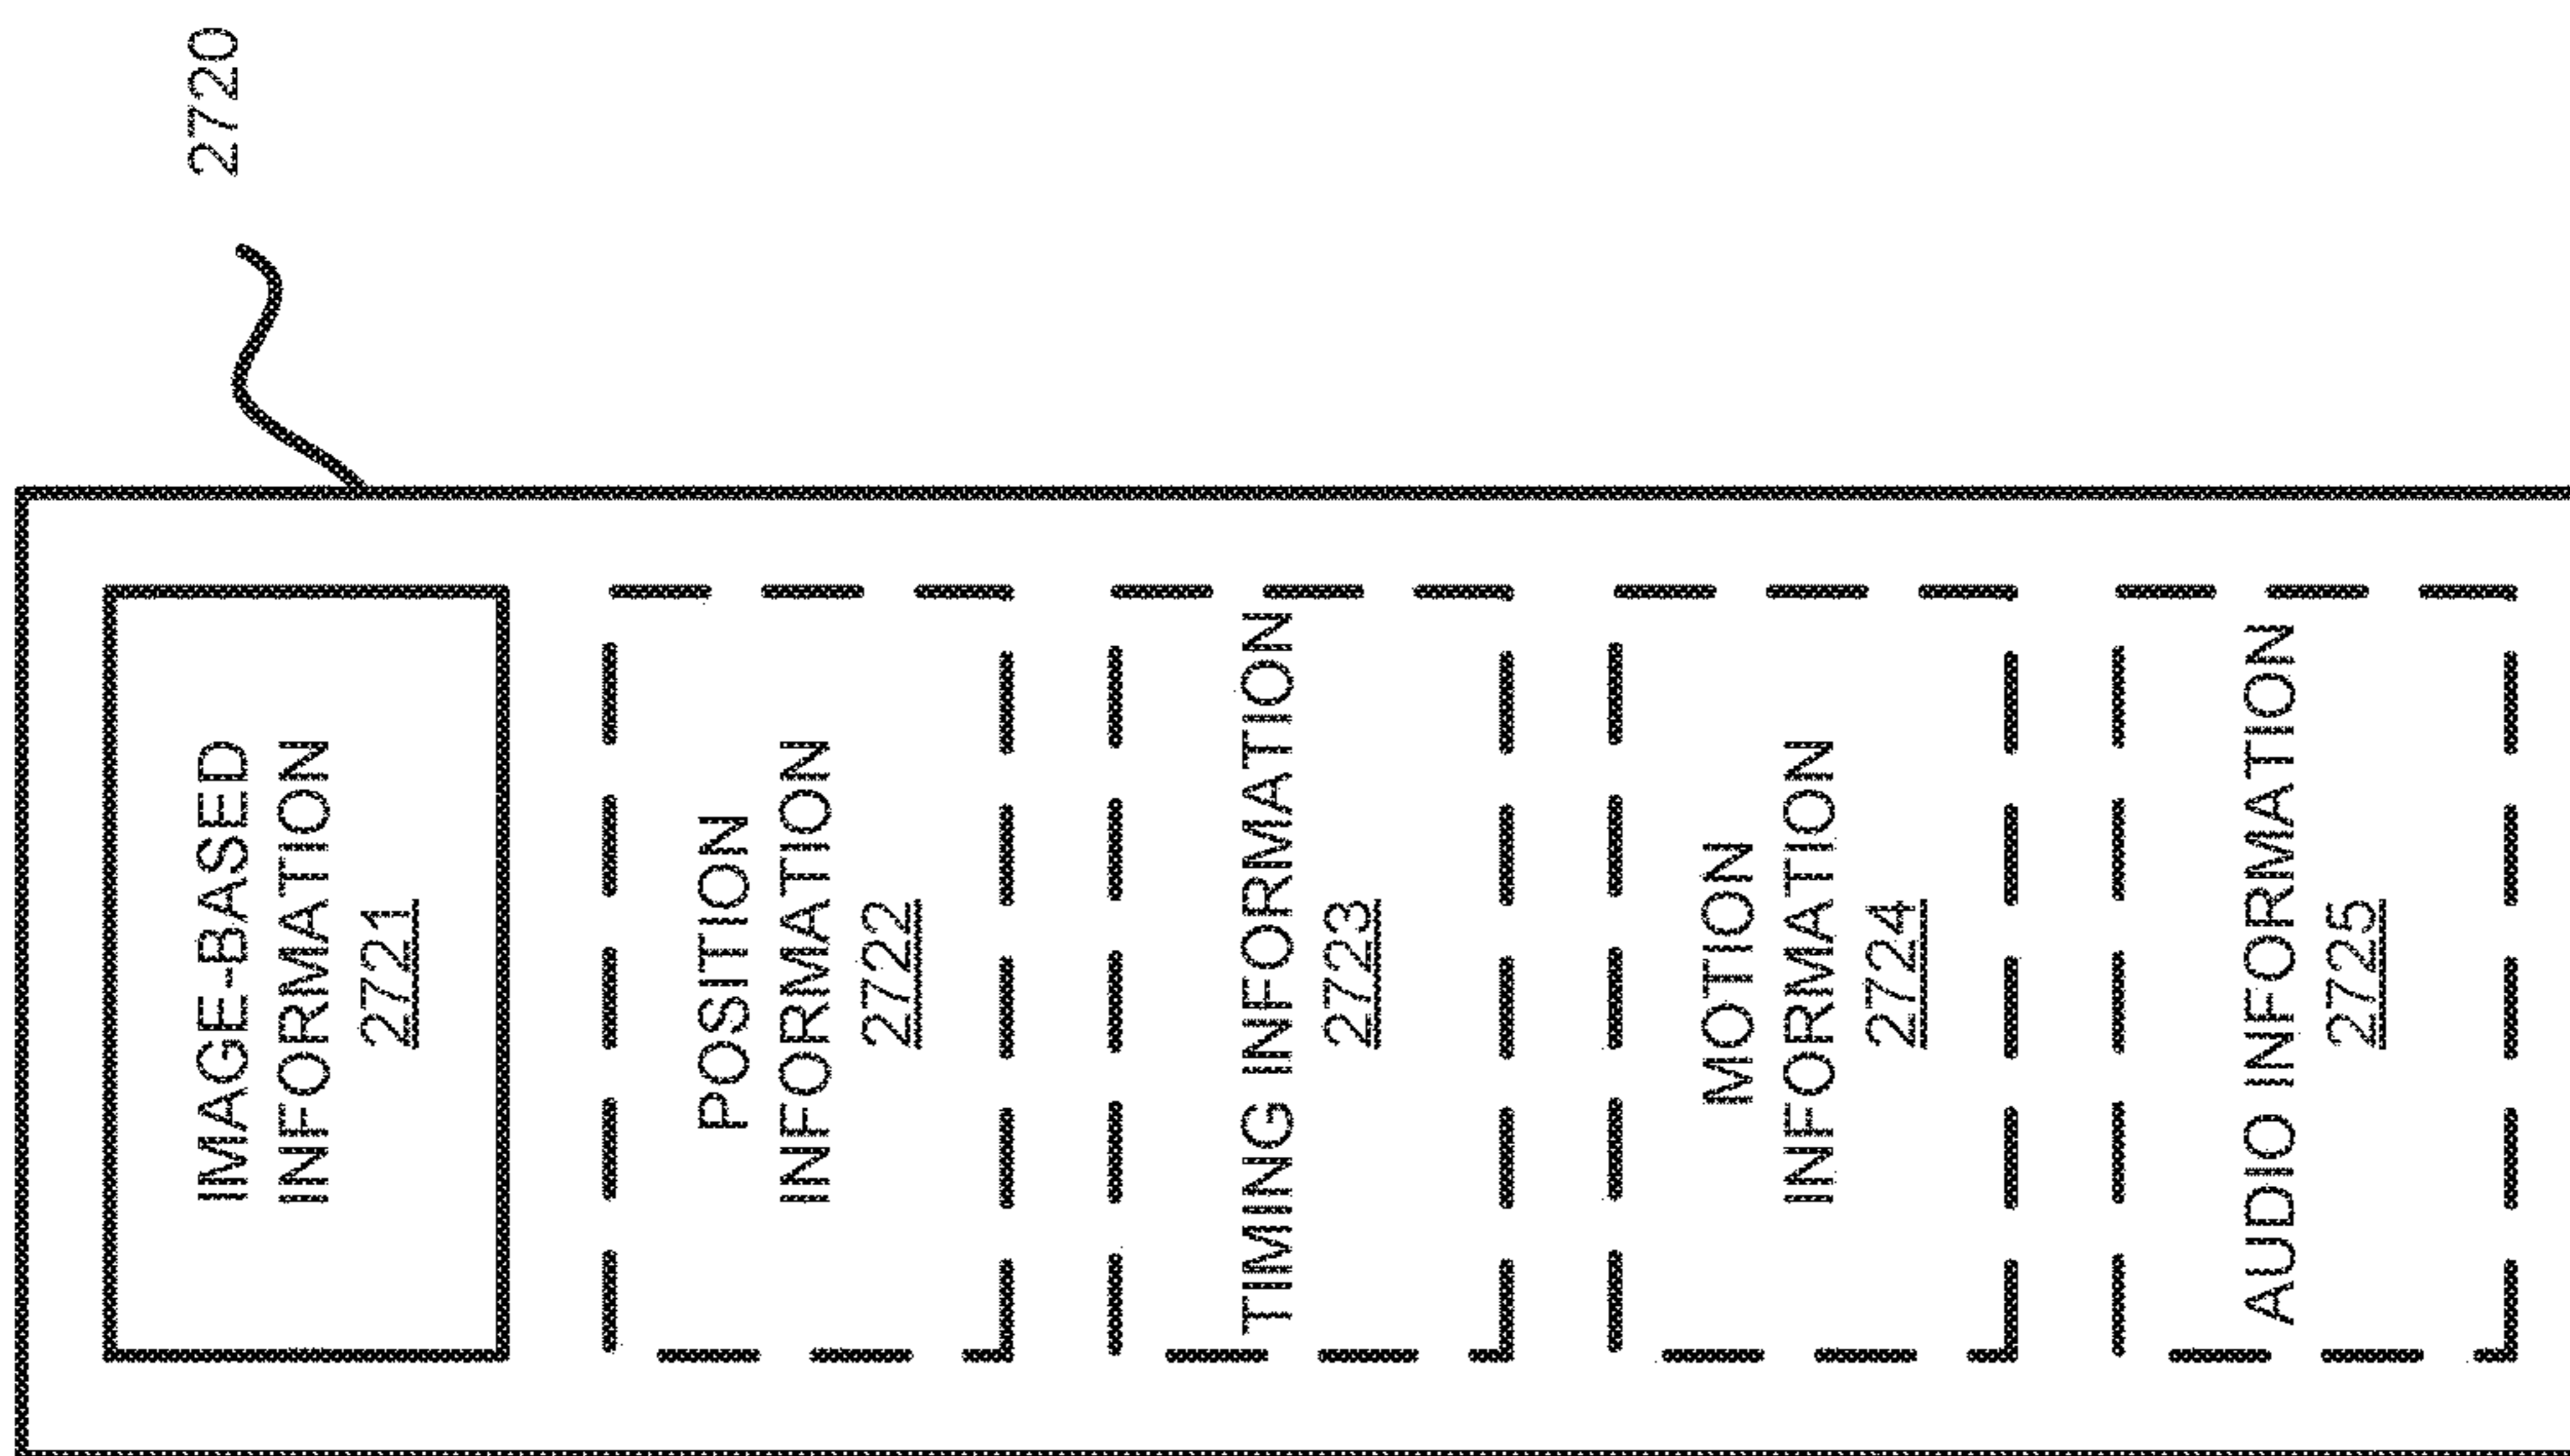 2720
IMAGE-BASED
INFORMATION
2721
POSITION
INFORMATION
2722
TIMING INFORMATION
2723
MOTION
INFORMATION
2724
AUDIO INFORMATION
2725